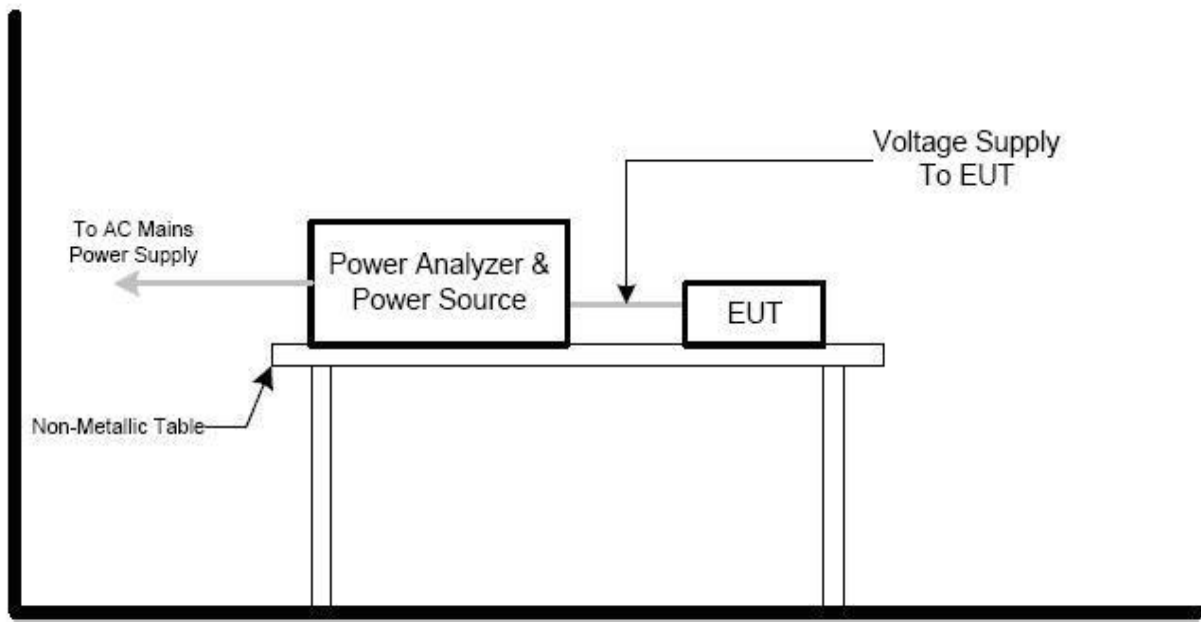 Voltage Supply
To EUT
To AC Mains
Power Supply
Power Analyzer &
Power Source
EUT
Non-Metallic Table